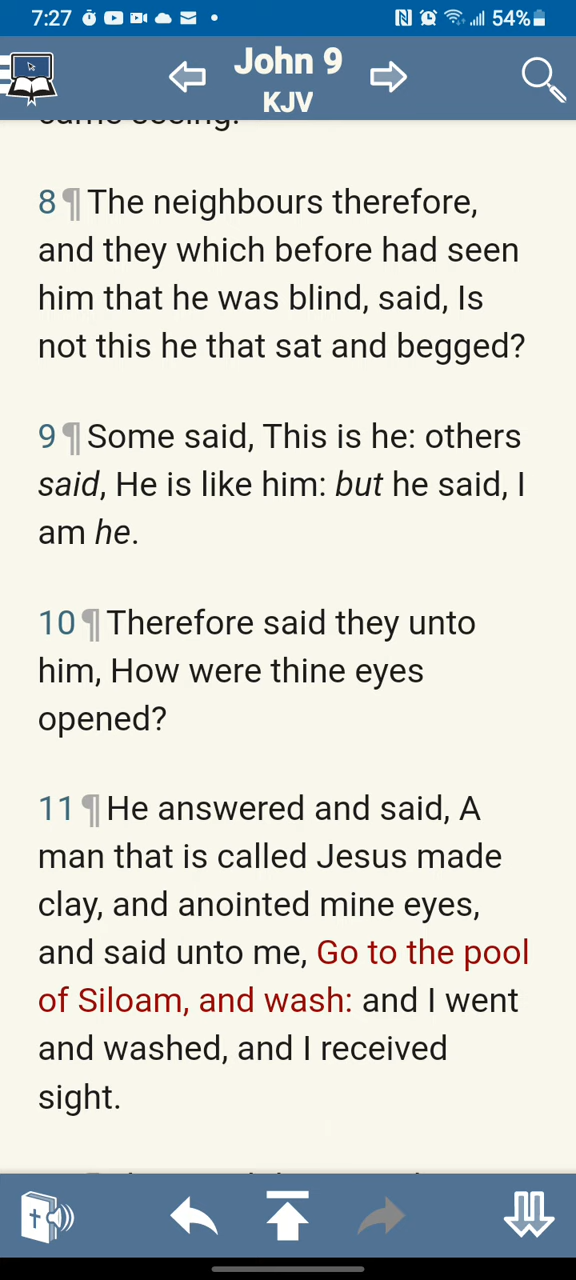 7:27
54%
John 9
KJV
came seeing.
8 ¶ The neighbours therefore,
and they which before had seen
him that he was blind, said, Is
not this he that sat and begged?
9 ¶ Some said, This is he: others
said, He is like him: but he said, I
am he.
10 ¶ Therefore said they unto
him, How were thine eyes
opened?
11 ¶ He answered and said, A
man that is called Jesus made
clay, and anointed mine eyes,
and said unto me, Go to the pool
of Siloam, and wash: and I went
and washed, and I received
sight.